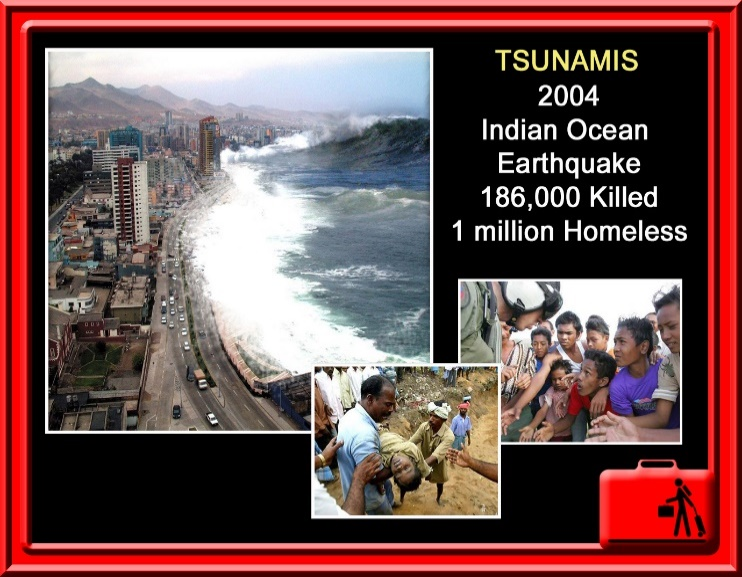 TSUNAMIS
2004
Indian Ocean
Earthquake
186,000 Killed
1 million Homeless